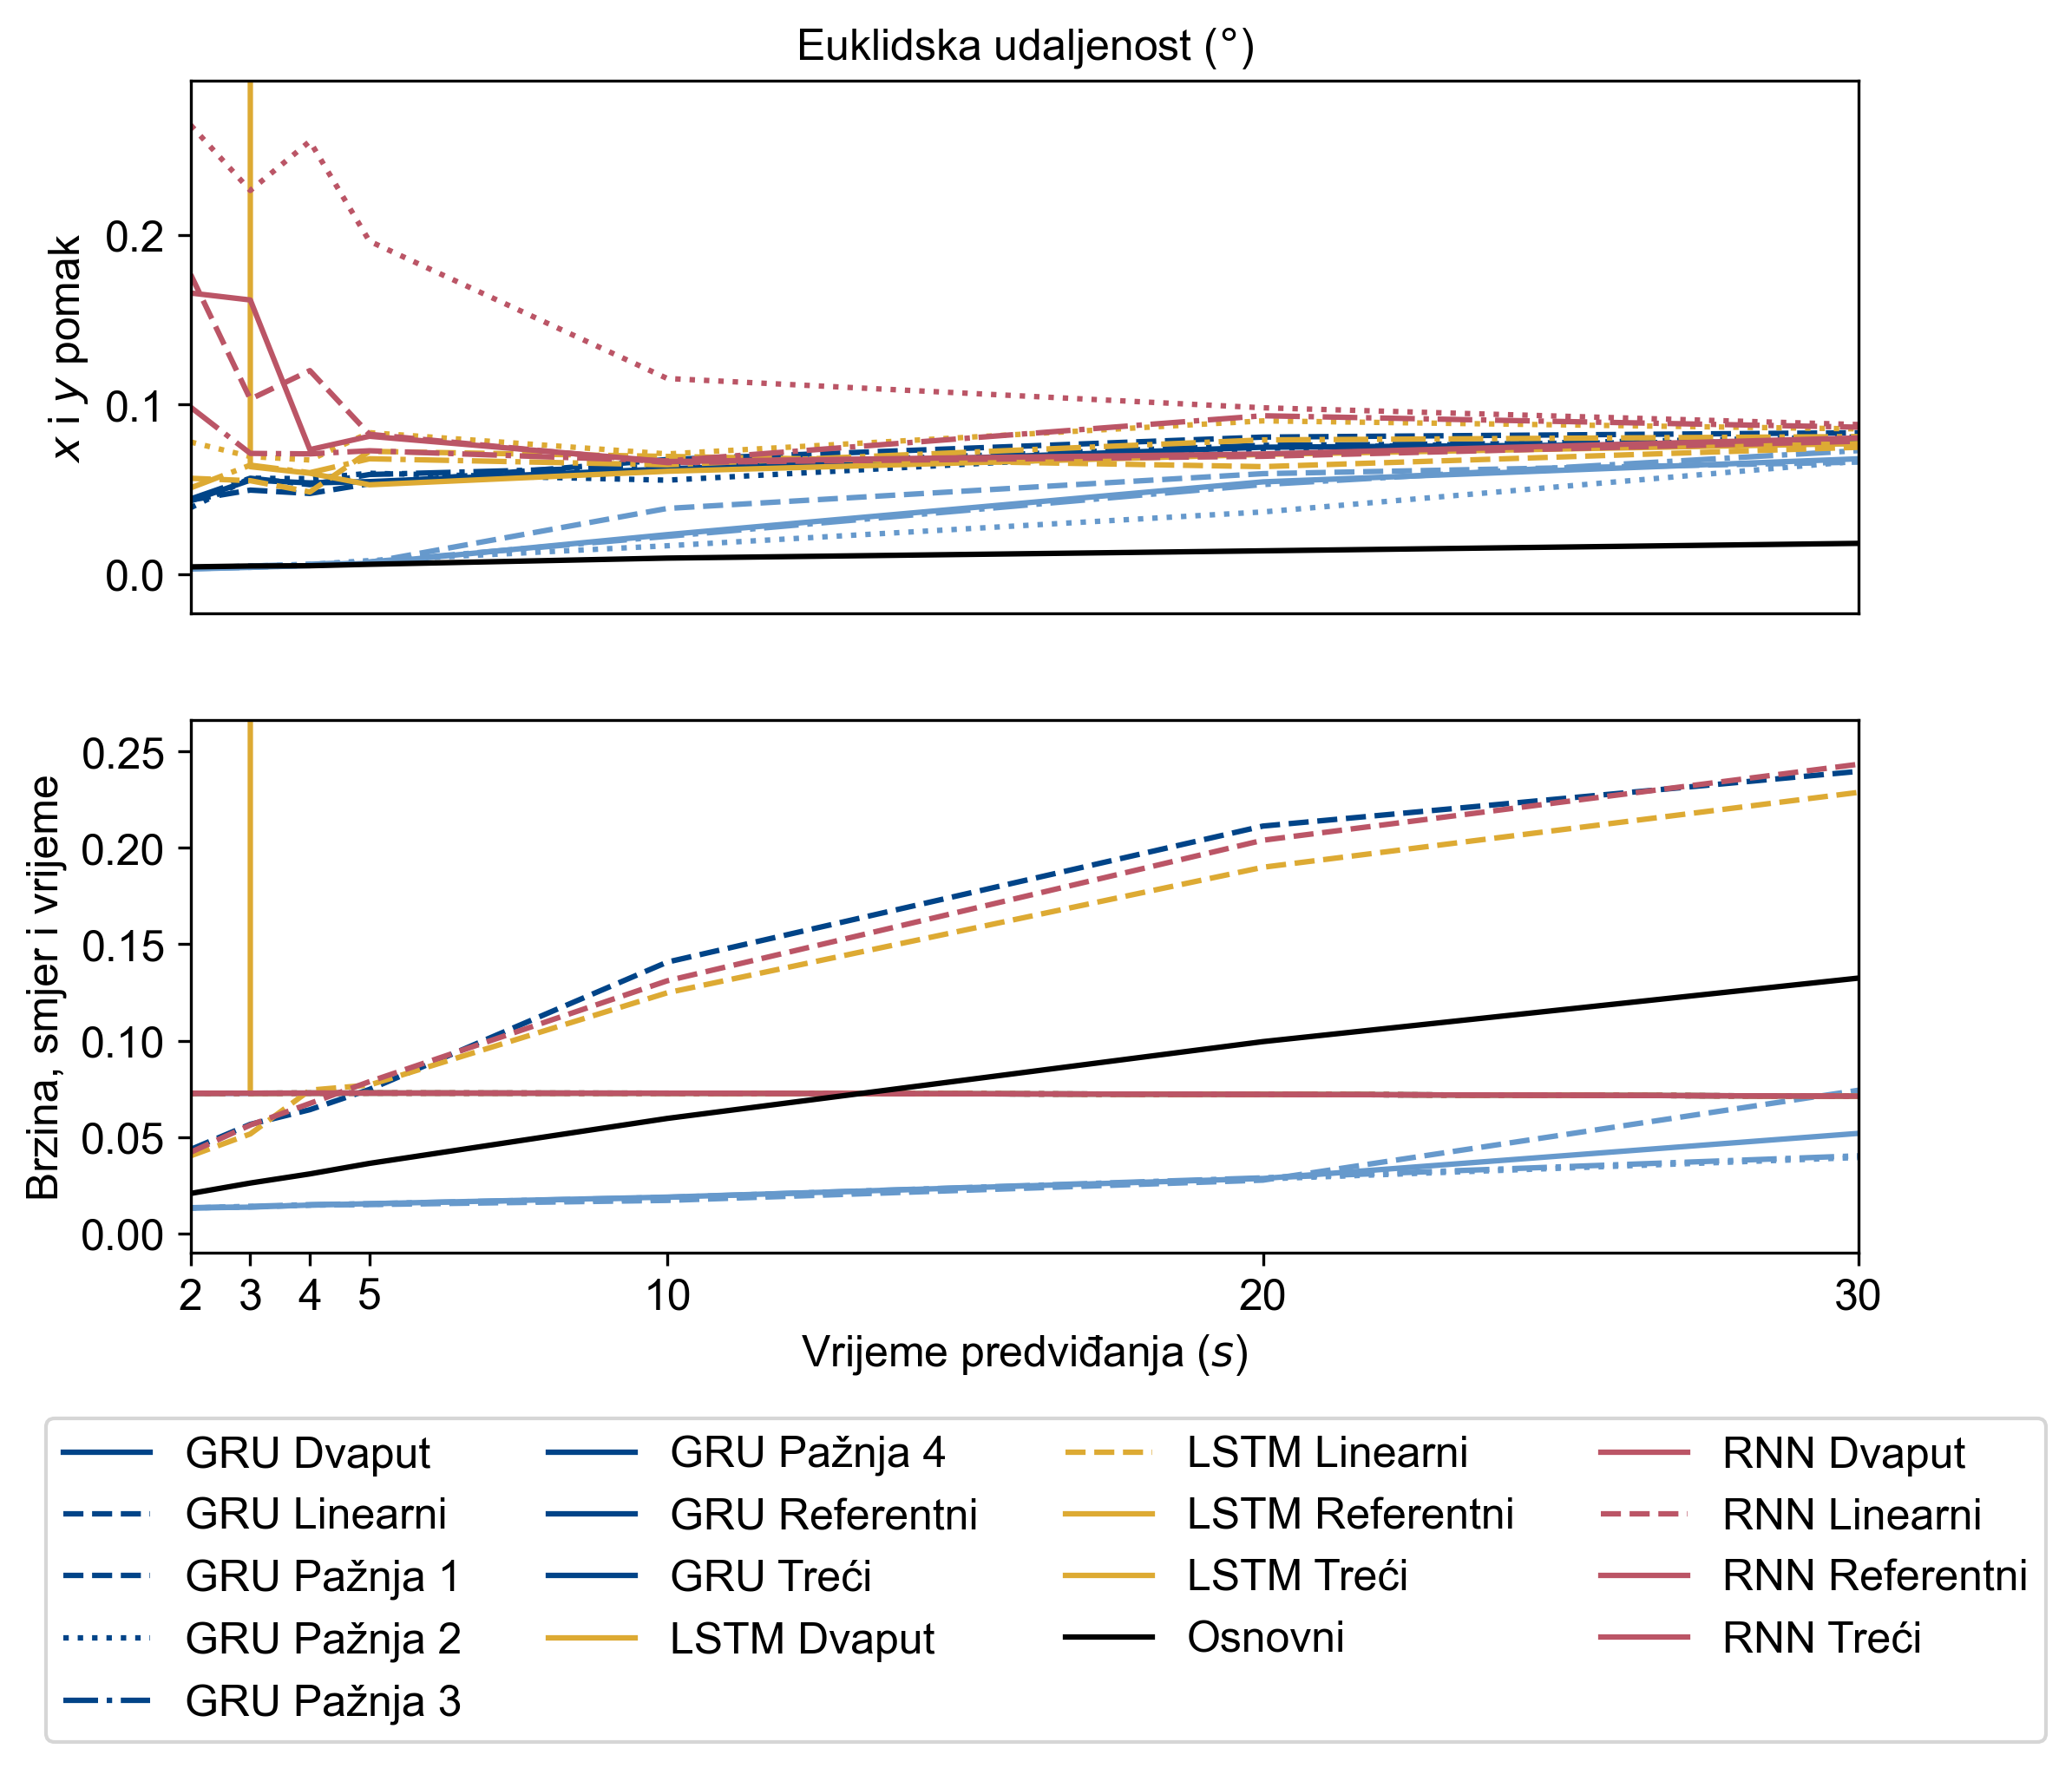 Euklidska udaljenost (°)
x i y pomak
0.2
0.1
0.0
Brzina, smjer i vrijeme
0.25
0.20
0.15
0.10
0.05
0.00
2 3 4 5 10 20 30
Vrijeme predviđanja (s)
GRU Dvaput
GRU Linearni
GRU Pažnja 1
GRU Pažnja 2
GRU Pažnja 3
GRU Pažnja 4
GRU Referentni
GRU Treći
LSTM Dvaput
LSTM Linearni
LSTM Referentni
LSTM Treći
Osnovni
RNN Dvaput
RNN Linearni
RNN Referentni
RNN Treći